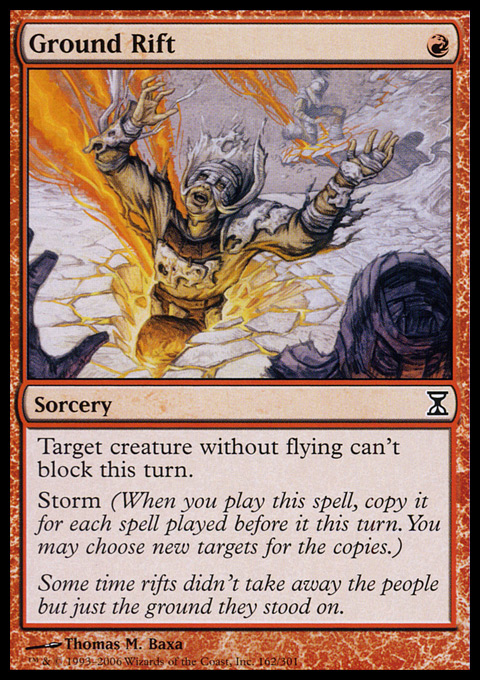 Ground Rift
Sorcery
Target creature without flying can't
block this turn.
Storm (When you play this spell, copy it
for each spell played before it this turn. You
may choose new targets for the copies.)
Some time rifts didn't take away the people
but just the ground they stood on.
Thomas M. Baxa
™ & © 1993–2006 Wizards of the Coast, Inc. 162/301